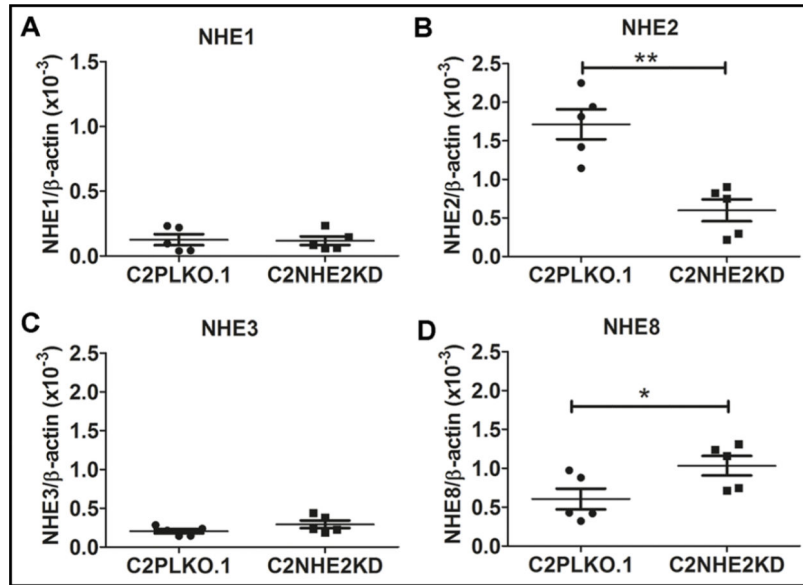 A
NHE1
NHE1/β-actin (x10⁻³)
1.5
1.0
0.5
0.0
C2PLKO.1 C2NHE2KD
B
NHE2
**
NHE2/β-actin (x10⁻³)
2.5
2.0
1.5
1.0
0.5
0.0
C2PLKO.1 C2NHE2KD
C
NHE3
NHE3/β-actin (x10⁻³)
2.5
2.0
1.5
1.0
0.5
0.0
C2PLKO.1 C2NHE2KD
D
NHE8
*
NHE8/β-actin (x10⁻³)
2.5
2.0
1.5
1.0
0.5
0.0
C2PLKO.1 C2NHE2KD